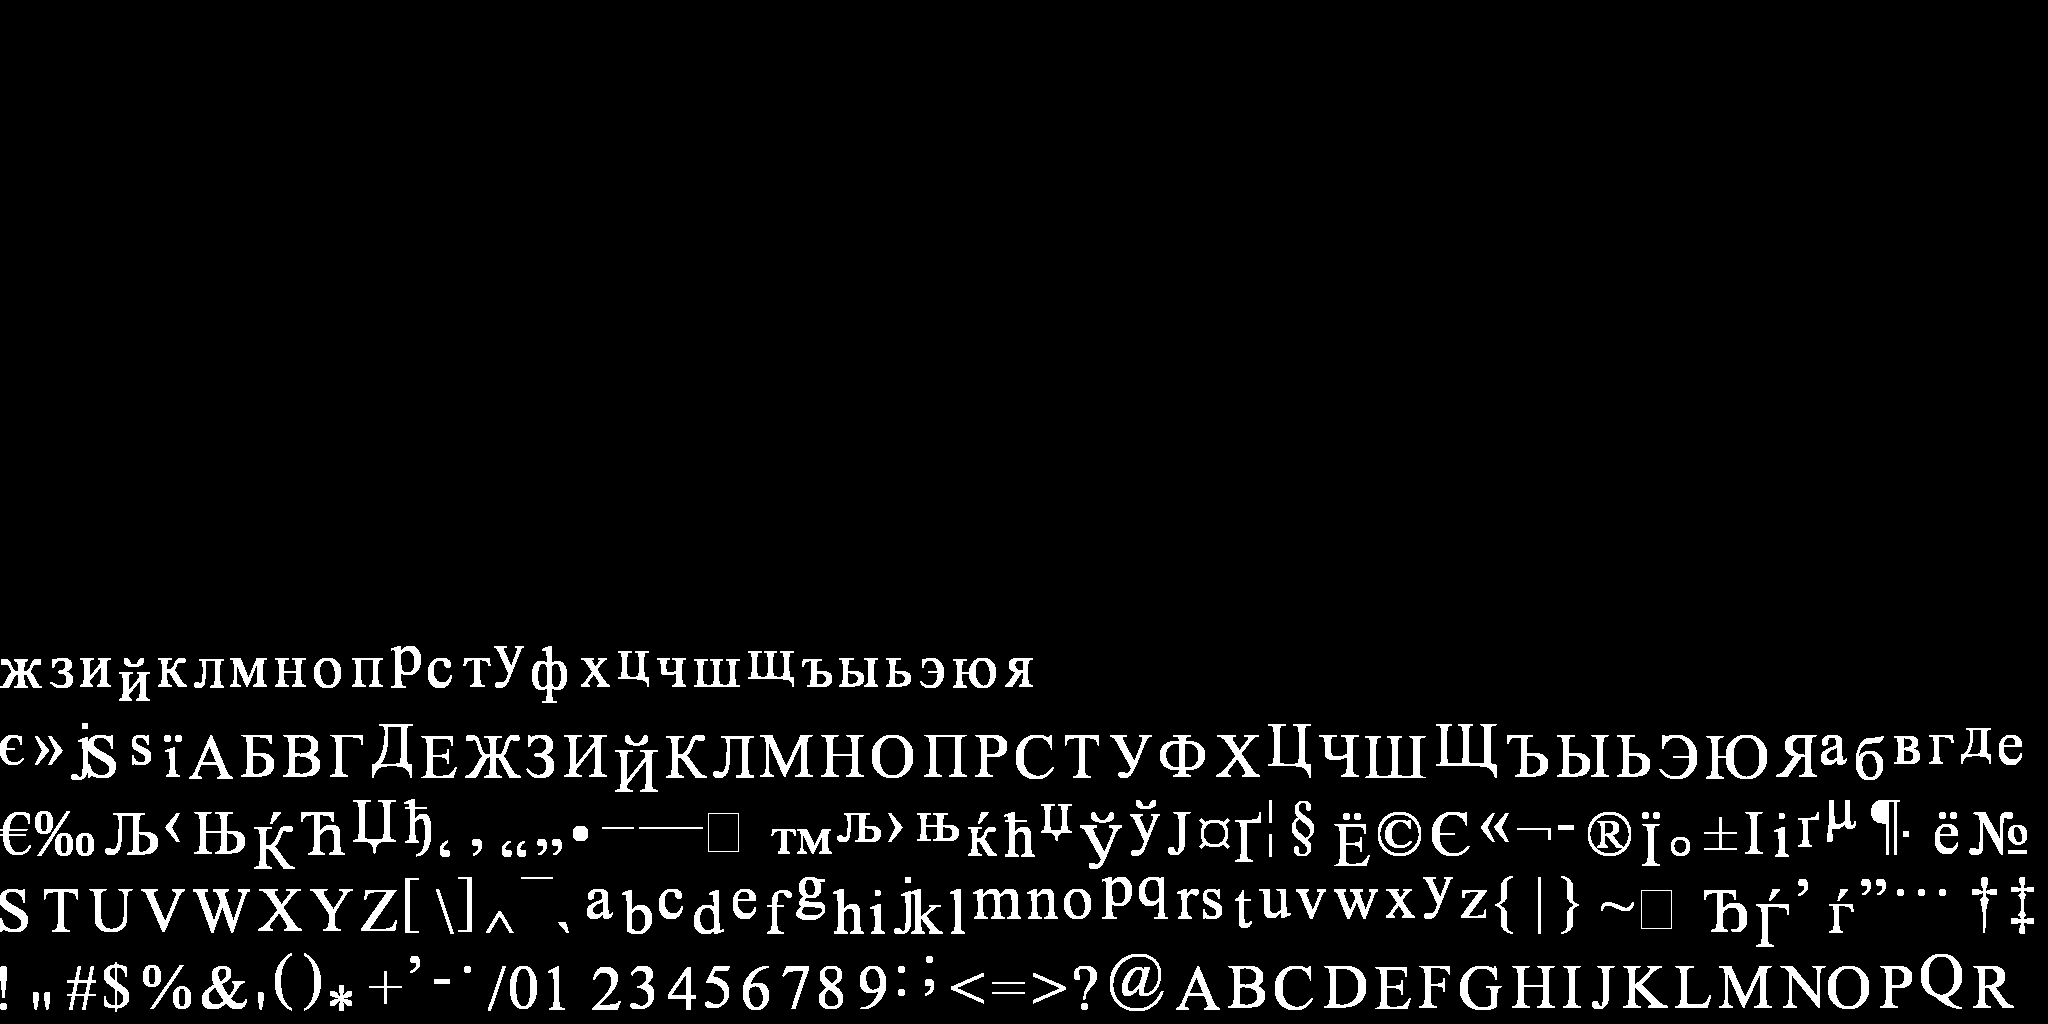 жзийклмнопрстуфхцчшщъыьэюя
є»јЅѕїАБВГДЕЖЗИЙКЛМНОПРСТУФХЦЧШЩЪЫЬЭЮЯабвгде
€‰Љ‹ЊЌЋЏђ‘’“”•–—□ ™љ›њќћџЎўЈ¤Ґ¦§Ё©Є«¬-®Ї°±Ііґµ¶·ё№
STUVWXYZ[\]^_`abcdefghijklmnopqrstuvwxyz{|}~□ЂЃ‚ѓ„…†‡
!"#$%&'()*+,-./0123456789:;<=>?@ABCDEFGHIJKLMNOPQR